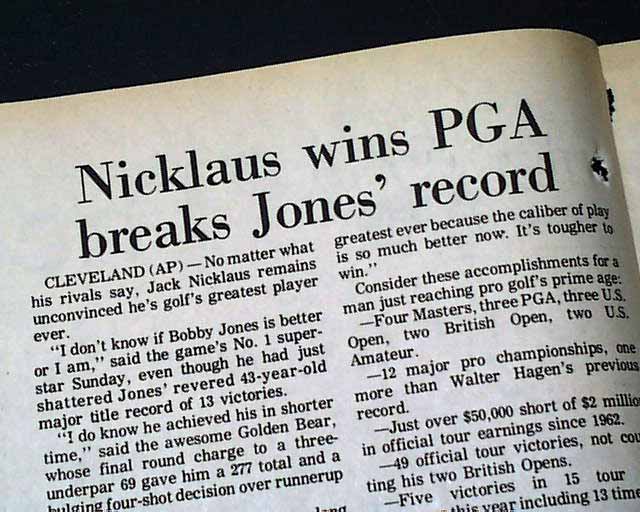 Nicklaus wins PGA
breaks Jones' record
CLEVELAND (AP) — No matter what
his rivals say, Jack Nicklaus remains
unconvinced he's golf's greatest player
ever.
"I don't know if Bobby Jones is better
or I am," said the game's No. 1 super-
star Sunday, even though he had just
shattered Jones' revered 43-year-old
major title record of 13 victories.
"I do know he achieved his in shorter
time," said the awesome Golden Bear,
whose final round charge to a three-
underpar 69 gave him a 277 total and a
bulging four-shot decision over runnerup
greatest ever because the caliber of play
is so much better now. It's tougher to
win."
Consider these accomplishments for a
man just reaching pro golf's prime age:
—Four Masters, three PGA, three U.S.
Open, two British Open, two U.S.
Amateur.
—12 major pro championships, one
more than Walter Hagen's previous
record.
—Just over $50,000 short of $2 millio
in official tour earnings since 1962.
—49 official tour victories, not cou
ting his two British Opens.
—Five victories in 15 tour
this year including 13 time